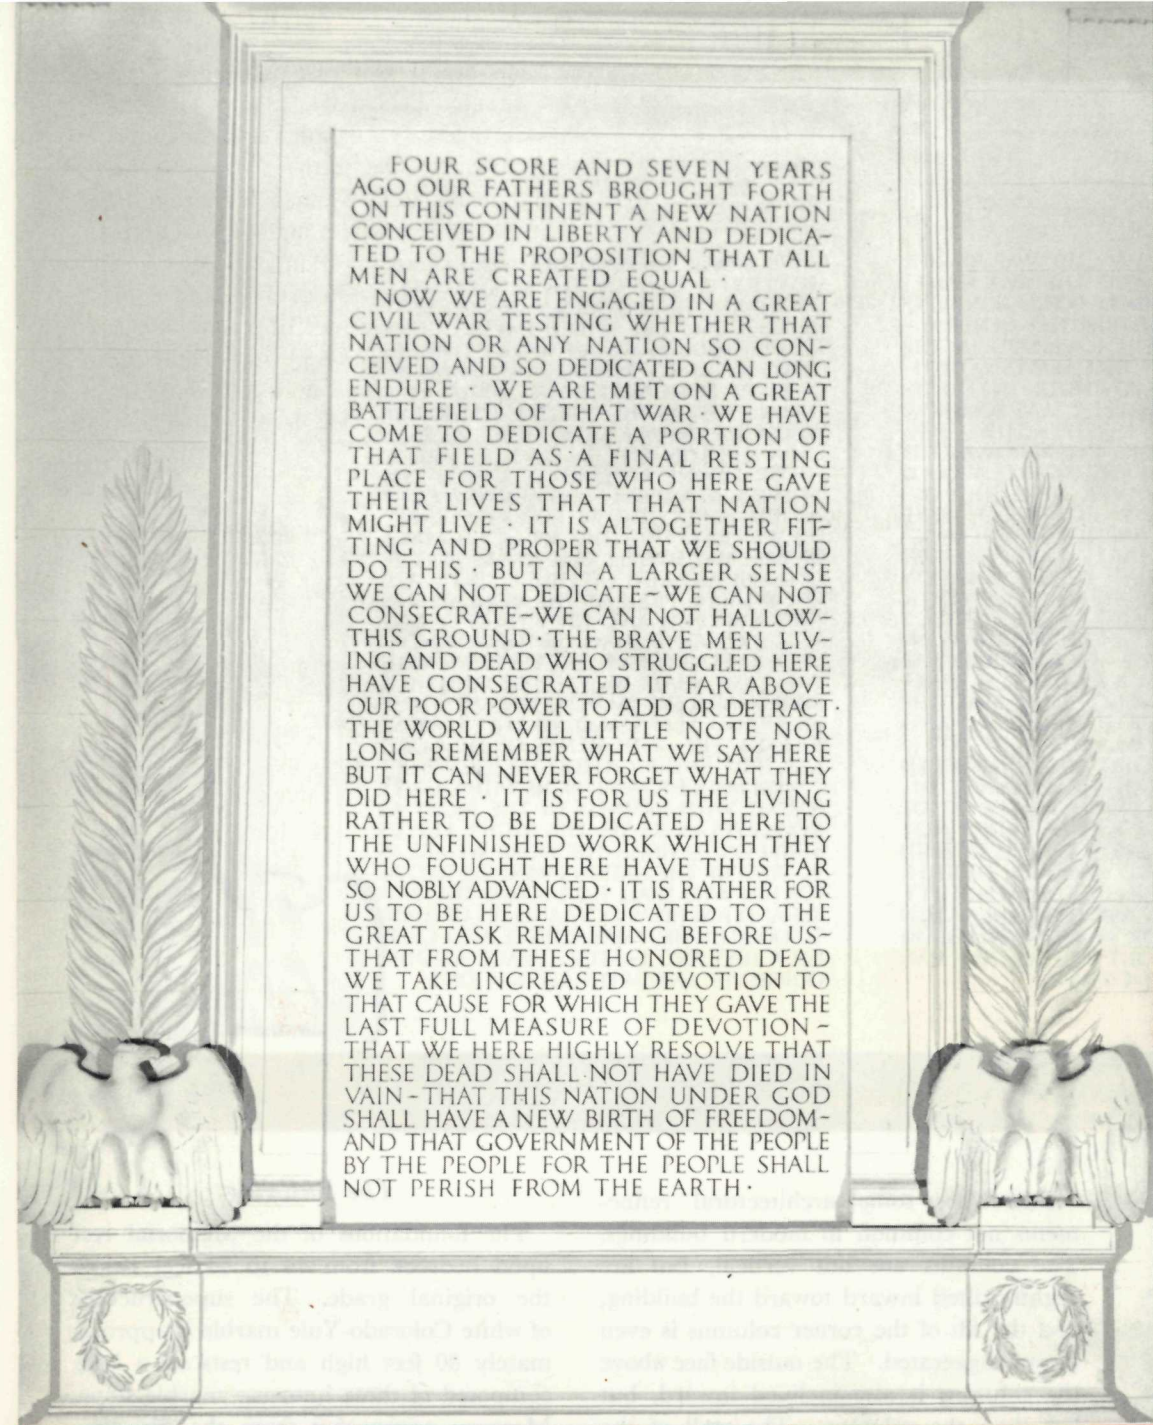 FOUR SCORE AND SEVEN YEARS
AGO OUR FATHERS BROUGHT FORTH
ON THIS CONTINENT A NEW NATION
CONCEIVED IN LIBERTY AND DEDICA-
TED TO THE PROPOSITION THAT ALL
MEN ARE CREATED EQUAL ·
NOW WE ARE ENGAGED IN A GREAT
CIVIL WAR TESTING WHETHER THAT
NATION OR ANY NATION SO CON-
CEIVED AND SO DEDICATED CAN LONG
ENDURE · WE ARE MET ON A GREAT
BATTLEFIELD OF THAT WAR · WE HAVE
COME TO DEDICATE A PORTION OF
THAT FIELD AS A FINAL RESTING
PLACE FOR THOSE WHO HERE GAVE
THEIR LIVES THAT THAT NATION
MIGHT LIVE · IT IS ALTOGETHER FIT-
TING AND PROPER THAT WE SHOULD
DO THIS · BUT IN A LARGER SENSE
WE CAN NOT DEDICATE-WE CAN NOT
CONSECRATE-WE CAN NOT HALLOW-
THIS GROUND · THE BRAVE MEN LIV-
ING AND DEAD WHO STRUGGLED HERE
HAVE CONSECRATED IT FAR ABOVE
OUR POOR POWER TO ADD OR DETRACT·
THE WORLD WILL LITTLE NOTE NOR
LONG REMEMBER WHAT WE SAY HERE
BUT IT CAN NEVER FORGET WHAT THEY
DID HERE · IT IS FOR US THE LIVING
RATHER TO BE DEDICATED HERE TO
THE UNFINISHED WORK WHICH THEY
WHO FOUGHT HERE HAVE THUS FAR
SO NOBLY ADVANCED · IT IS RATHER FOR
US TO BE HERE DEDICATED TO THE
GREAT TASK REMAINING BEFORE US-
THAT FROM THESE HONORED DEAD
WE TAKE INCREASED DEVOTION TO
THAT CAUSE FOR WHICH THEY GAVE THE
LAST FULL MEASURE OF DEVOTION -
THAT WE HERE HIGHLY RESOLVE THAT
THESE DEAD SHALL NOT HAVE DIED IN
VAIN - THAT THIS NATION UNDER GOD
SHALL HAVE A NEW BIRTH OF FREEDOM-
AND THAT GOVERNMENT OF THE PEOPLE
BY THE PEOPLE FOR THE PEOPLE SHALL
NOT PERISH FROM THE EARTH ·